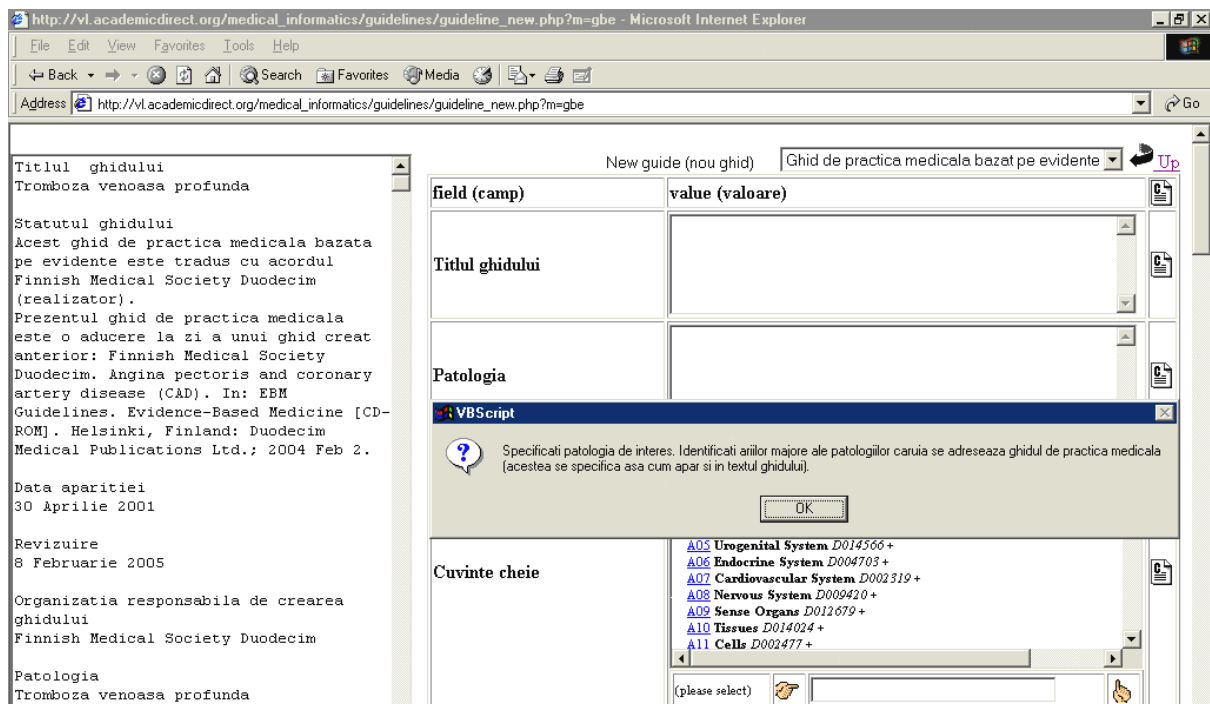 http://vl.academicdirect.org/medical_informatics/guidelines/guideline_new.php?m=gbe - Microsoft Internet Explorer
File Edit View Favorites Tools Help
Back Search Favorites Media
Address http://vl.academicdirect.org/medical_informatics/guidelines/guideline_new.php?m=gbe Go
Titlul ghidului
Tromboza venoasa profunda
Statutul ghidului
Acest ghid de practica medicala bazata
pe evidente este tradus cu acordul
Finnish Medical Society Duodecim
(realizator).
Prezentul ghid de practica medicala
este o aducere la zi a unui ghid creat
anterior: Finnish Medical Society
Duodecim. Angina pectoris and coronary
artery disease (CAD). In: EBM
Guidelines. Evidence-Based Medicine [CD-
ROM]. Helsinki, Finland: Duodecim
Medical Publications Ltd.; 2004 Feb 2.
Data aparitiei
30 Aprilie 2001
Revizuire
8 Februarie 2005
Organizatia responsabila de crearea
ghidului
Finnish Medical Society Duodecim
Patologia
Tromboza venoasa profunda
New guide (nou ghid) Ghid de practica medicala bazat pe evidente Up
field (camp) value (valoare)
Titlul ghidului
Patologia
VBScript
Specificati patologia de interes. Identificati ariilor majore ale patologiilor caruia se adreseaza ghidul de practica medicala
(acestea se specifica asa cum apar si in textul ghidului).
OK
Cuvinte cheie
A05 Urogenital System D014566 +
A06 Endocrine System D004703 +
A07 Cardiovascular System D002319 +
A08 Nervous System D009420 +
A09 Sense Organs D012679 +
A10 Tissues D014024 +
A11 Cells D002477 +
(please select)